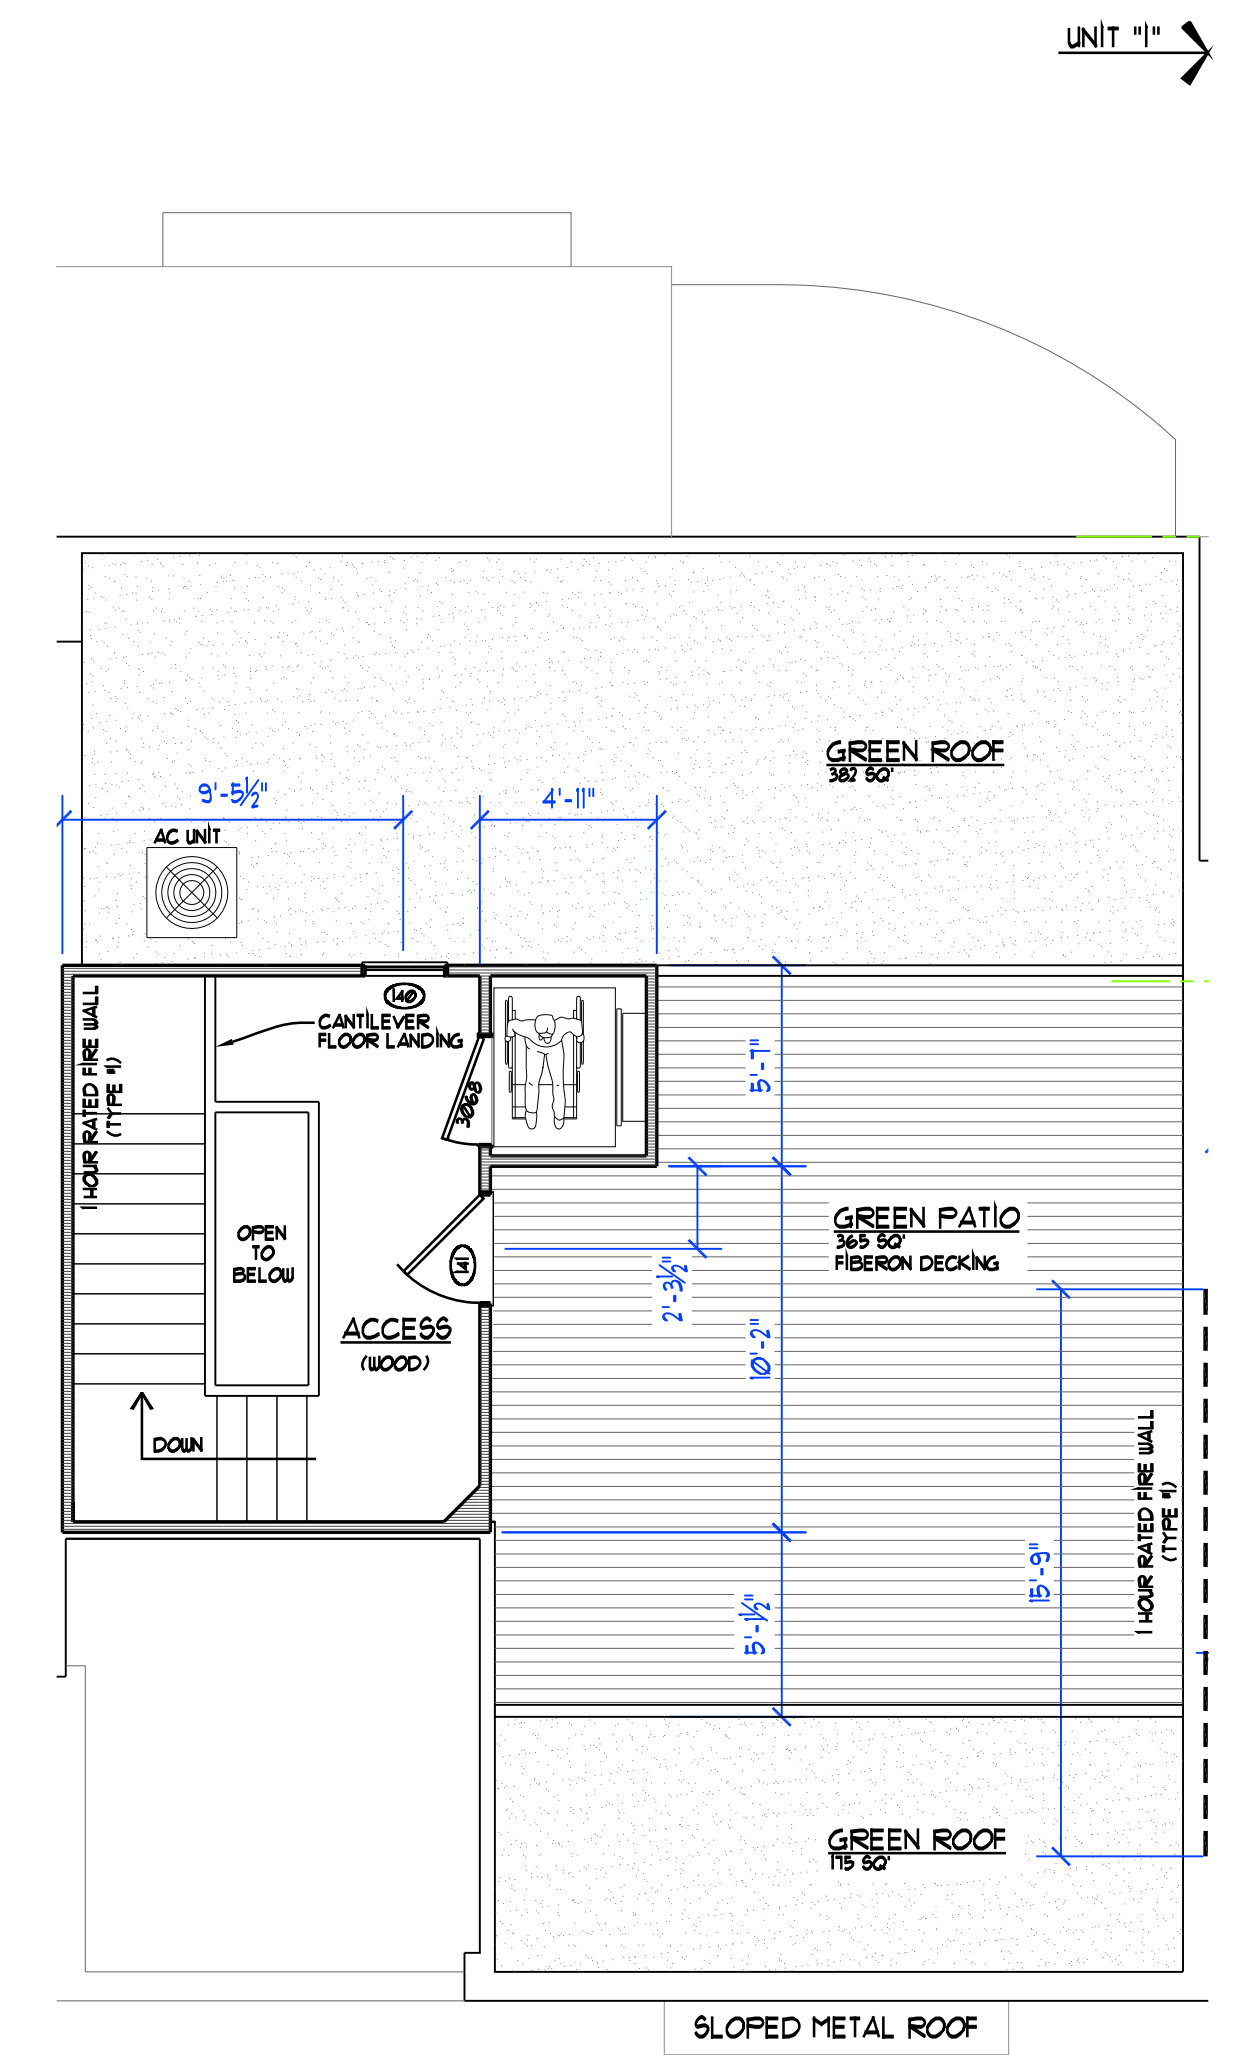 UNIT "I"
GREEN ROOF
382 SQ'
9'-5½"
4'-11"
AC UNIT
140
CANTILEVER
FLOOR LANDING
1 HOUR RATED FIRE WALL
(TYPE #1)
3068
5'-7"
OPEN
TO
BELOW
141
GREEN PATIO
365 SQ'
FIBERON DECKING
2'-3½"
ACCESS
(WOOD)
10'-2"
DOWN
1 HOUR RATED FIRE WALL
(TYPE #1)
15'-9"
5'-1½"
GREEN ROOF
175 SQ'
SLOPED METAL ROOF